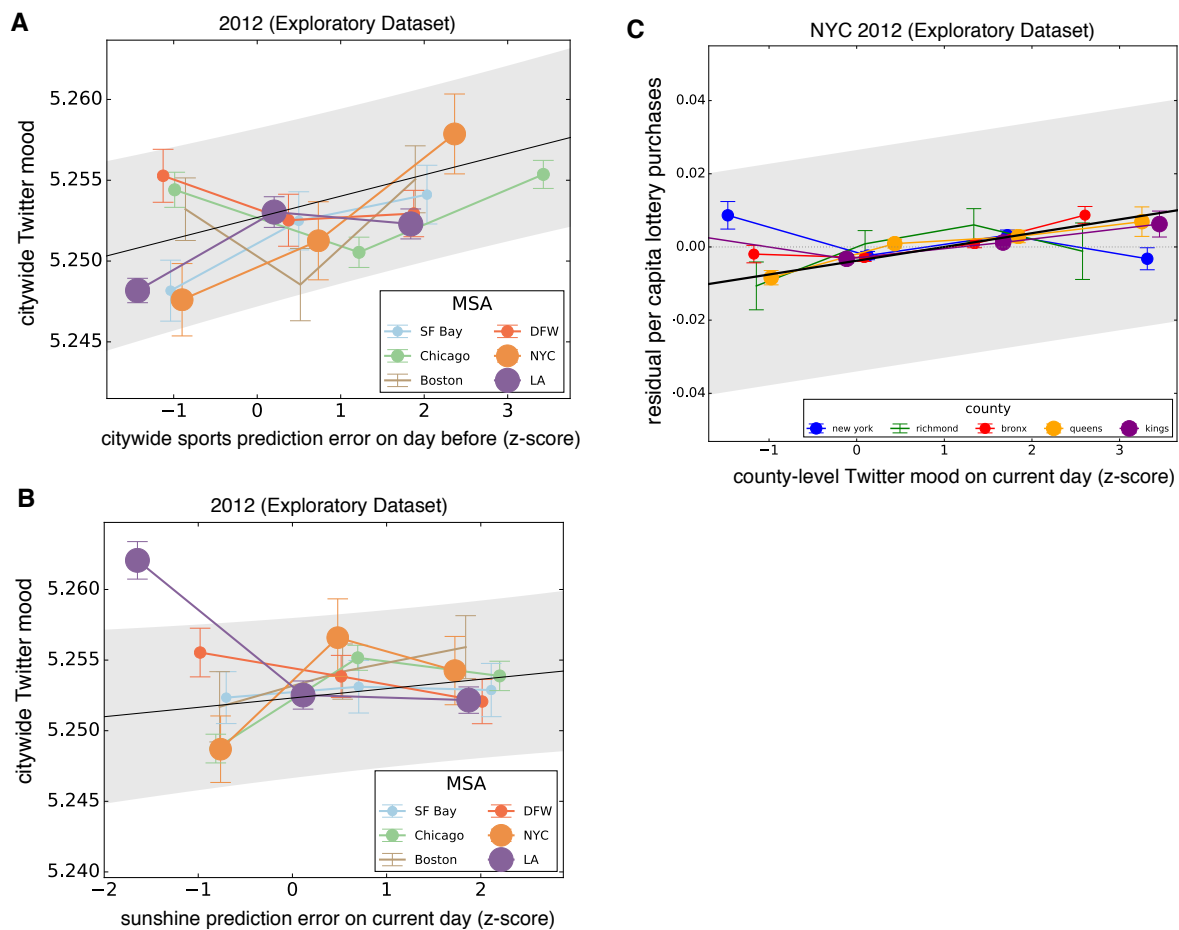 A
2012 (Exploratory Dataset)
citywide Twitter mood
5.260
5.255
5.250
5.245
−1 0 1 2 3
citywide sports prediction error on day before (z-score)
MSA
SF Bay DFW
Chicago NYC
Boston LA
B
2012 (Exploratory Dataset)
citywide Twitter mood
5.260
5.255
5.250
5.245
5.240
−2 −1 0 1 2
sunshine prediction error on current day (z-score)
MSA
SF Bay DFW
Chicago NYC
Boston LA
C
NYC 2012 (Exploratory Dataset)
residual per capita lottery purchases
0.04
0.02
0.00
-0.02
-0.04
−1 0 1 2 3
county-level Twitter mood on current day (z-score)
county
new york richmond bronx queens kings